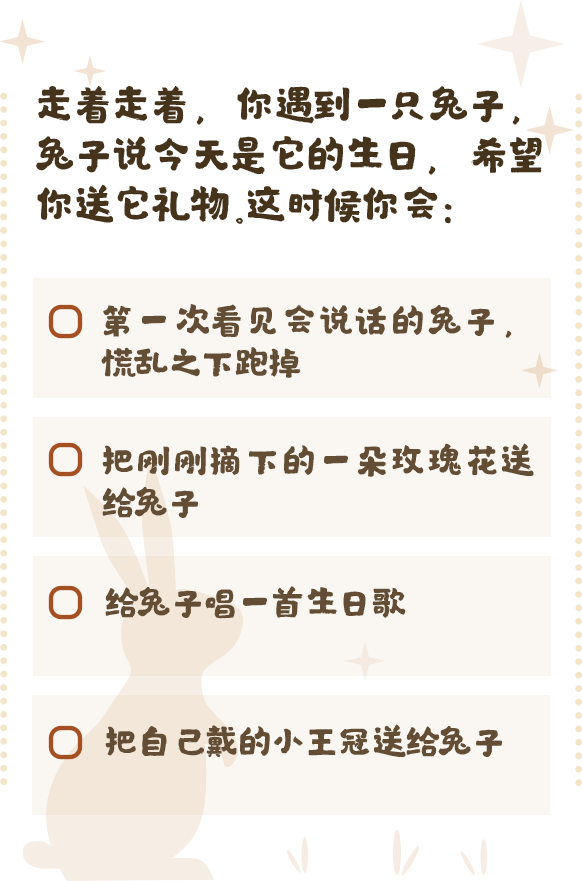 走着走着，你遇到一只兔子，
兔子说今天是它的生日，希望
你送它礼物。这时候你会：
第一次看见会说话的兔子，
慌乱之下跑掉
把刚刚摘下的一朵玫瑰花送
给兔子
给兔子唱一首生日歌
把自己戴的小王冠送给兔子